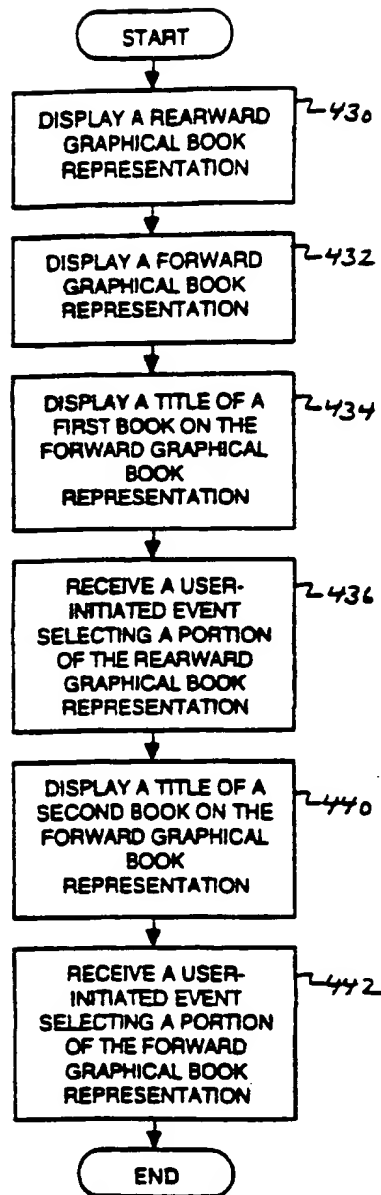 START
DISPLAY A REARWARD
GRAPHICAL BOOK
REPRESENTATION
430
DISPLAY A FORWARD
GRAPHICAL BOOK
REPRESENTATION
432
DISPLAY A TITLE OF A
FIRST BOOK ON THE
FORWARD GRAPHICAL
BOOK
REPRESENTATION
434
RECEIVE A USER-
INITIATED EVENT
SELECTING A PORTION
OF THE REARWARD
GRAPHICAL BOOK
REPRESENTATION
436
DISPLAY A TITLE OF A
SECOND BOOK ON THE
FORWARD GRAPHICAL
BOOK
REPRESENTATION
440
RECEIVE A USER-
INITIATED EVENT
SELECTING A PORTION
OF THE FORWARD
GRAPHICAL BOOK
REPRESENTATION
442
END